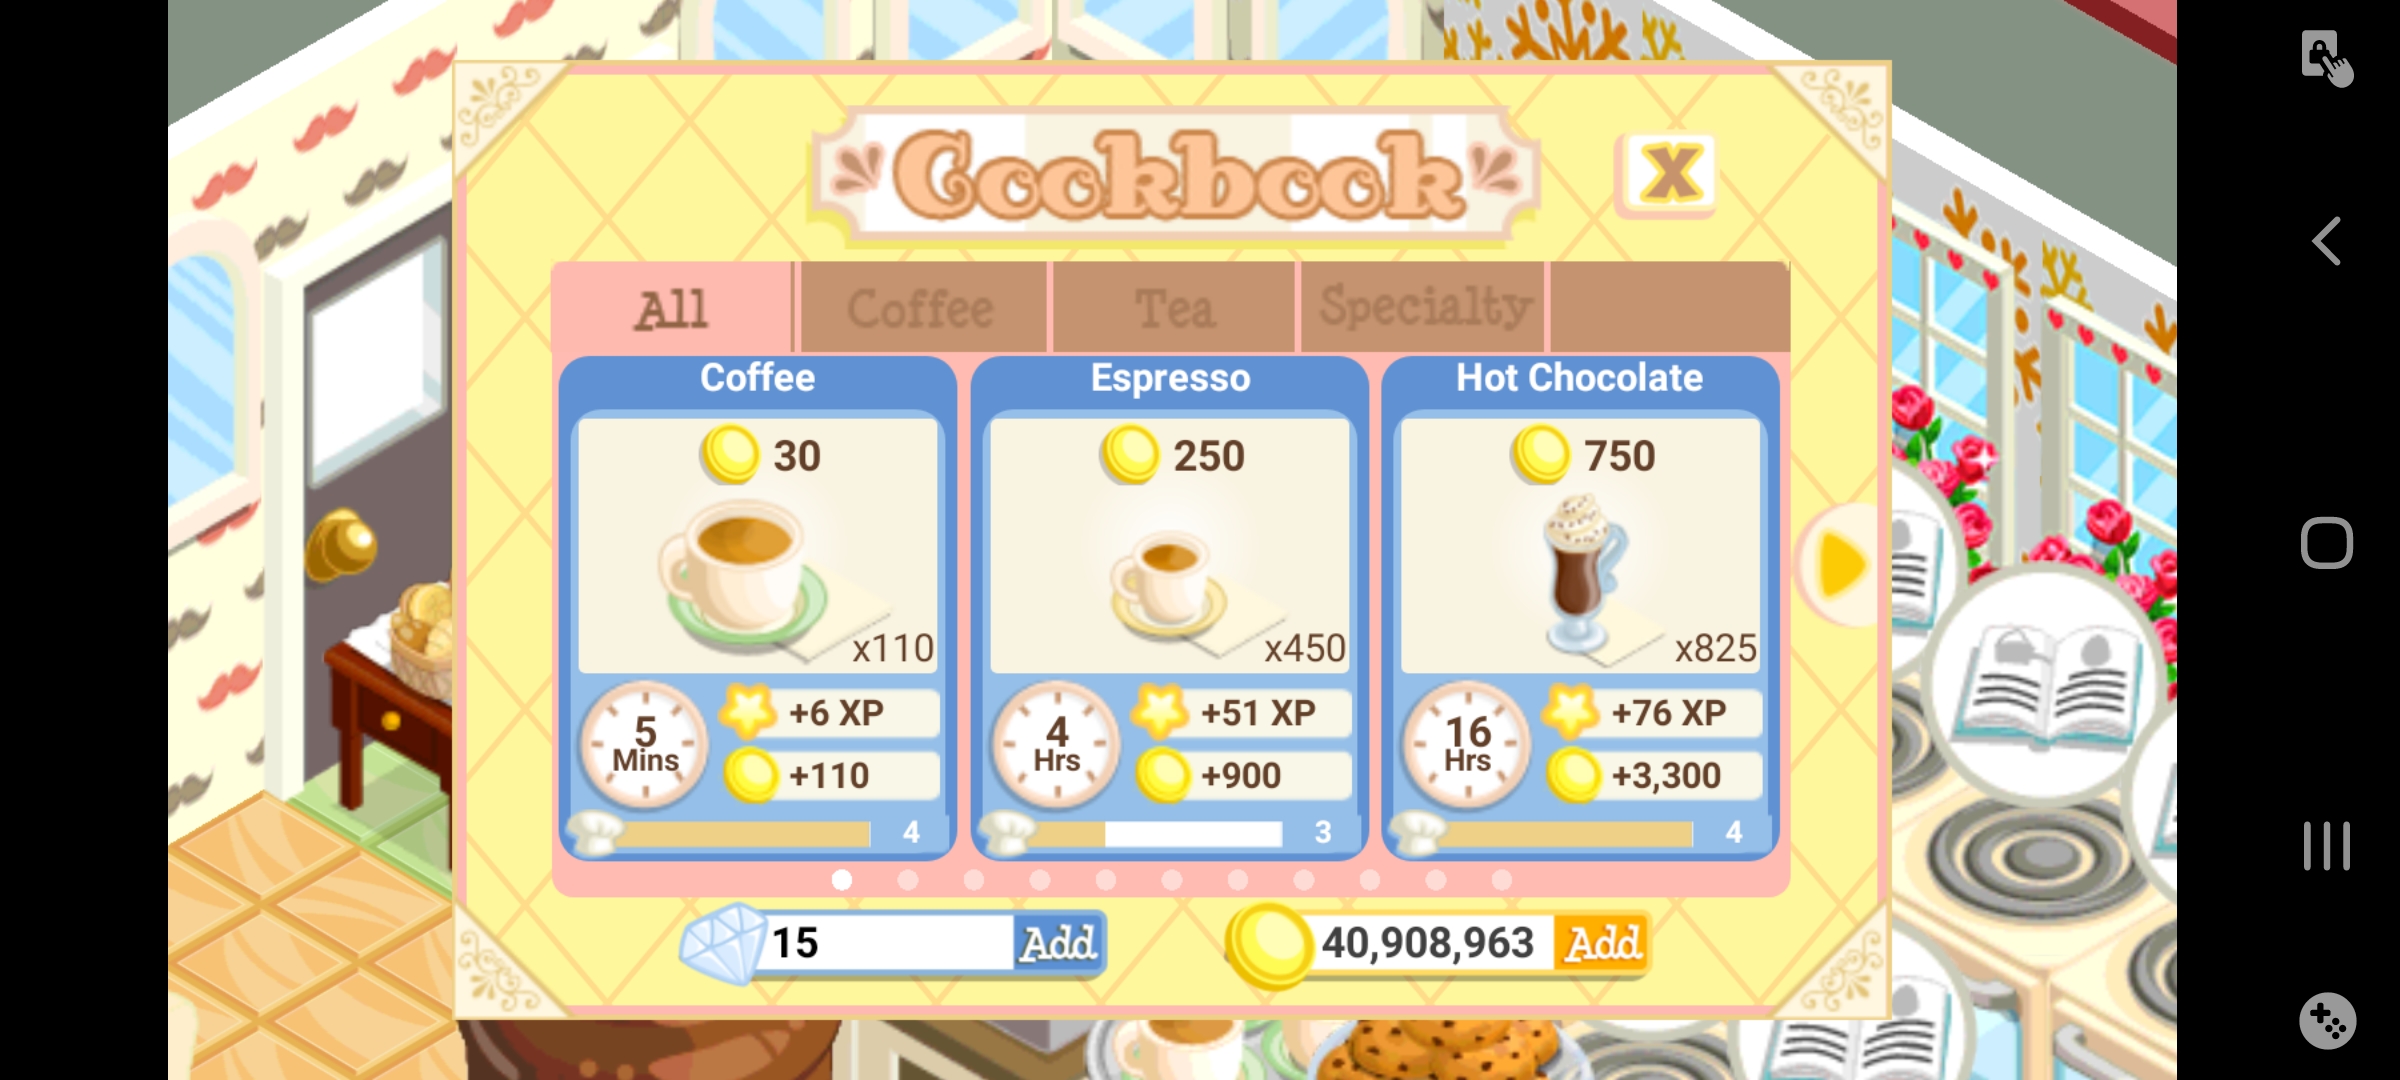 Cookbook
X
All
Coffee
Tea
Specialty
Coffee
30
x110
5
Mins
+6 XP
+110
4
Espresso
250
x450
4
Hrs
+51 XP
+900
3
Hot Chocolate
750
x825
16
Hrs
+76 XP
+3,300
4
15
Add
40,908,963
Add